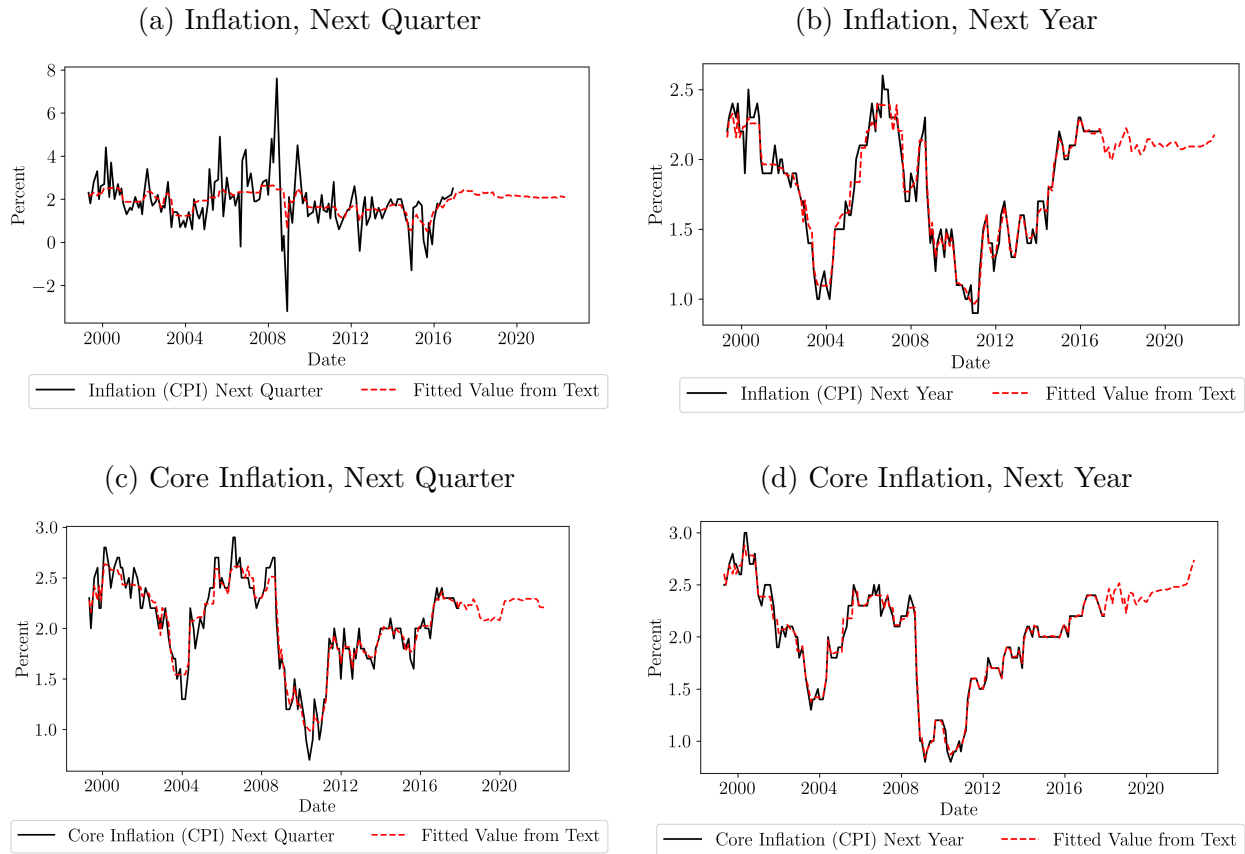 (a) Inflation, Next Quarter
8
6
4
2
0
−2
Percent
2000 2004 2008 2012 2016 2020
Date
Inflation (CPI) Next Quarter Fitted Value from Text
(b) Inflation, Next Year
2.5
2.0
1.5
1.0
Percent
2000 2004 2008 2012 2016 2020
Date
Inflation (CPI) Next Year Fitted Value from Text
(c) Core Inflation, Next Quarter
3.0
2.5
2.0
1.5
1.0
Percent
2000 2004 2008 2012 2016 2020
Date
Core Inflation (CPI) Next Quarter Fitted Value from Text
(d) Core Inflation, Next Year
3.0
2.5
2.0
1.5
1.0
Percent
2000 2004 2008 2012 2016 2020
Date
Core Inflation (CPI) Next Year Fitted Value from Text